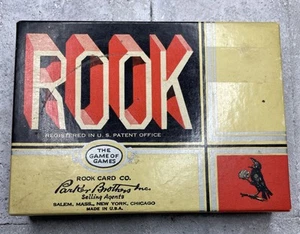 ROOK
REGISTERED IN U.S. PATENT OFFICE
THE
GAME OF
GAMES
ROOK CARD CO.
Parker Brothers Inc.
Selling Agents
SALEM, MASS., NEW YORK, CHICAGO
MADE IN U.S.A.